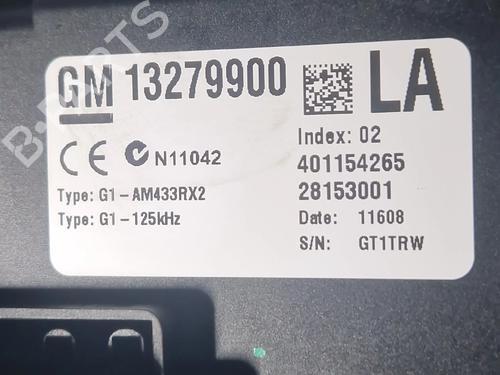 GM 13279900 LA
Index: 02
CE N11042 401154265
Type: G1-AM433RX2 28153001
Type: G1-125kHz Date: 11608
S/N: GT1TRW
B-PARTS